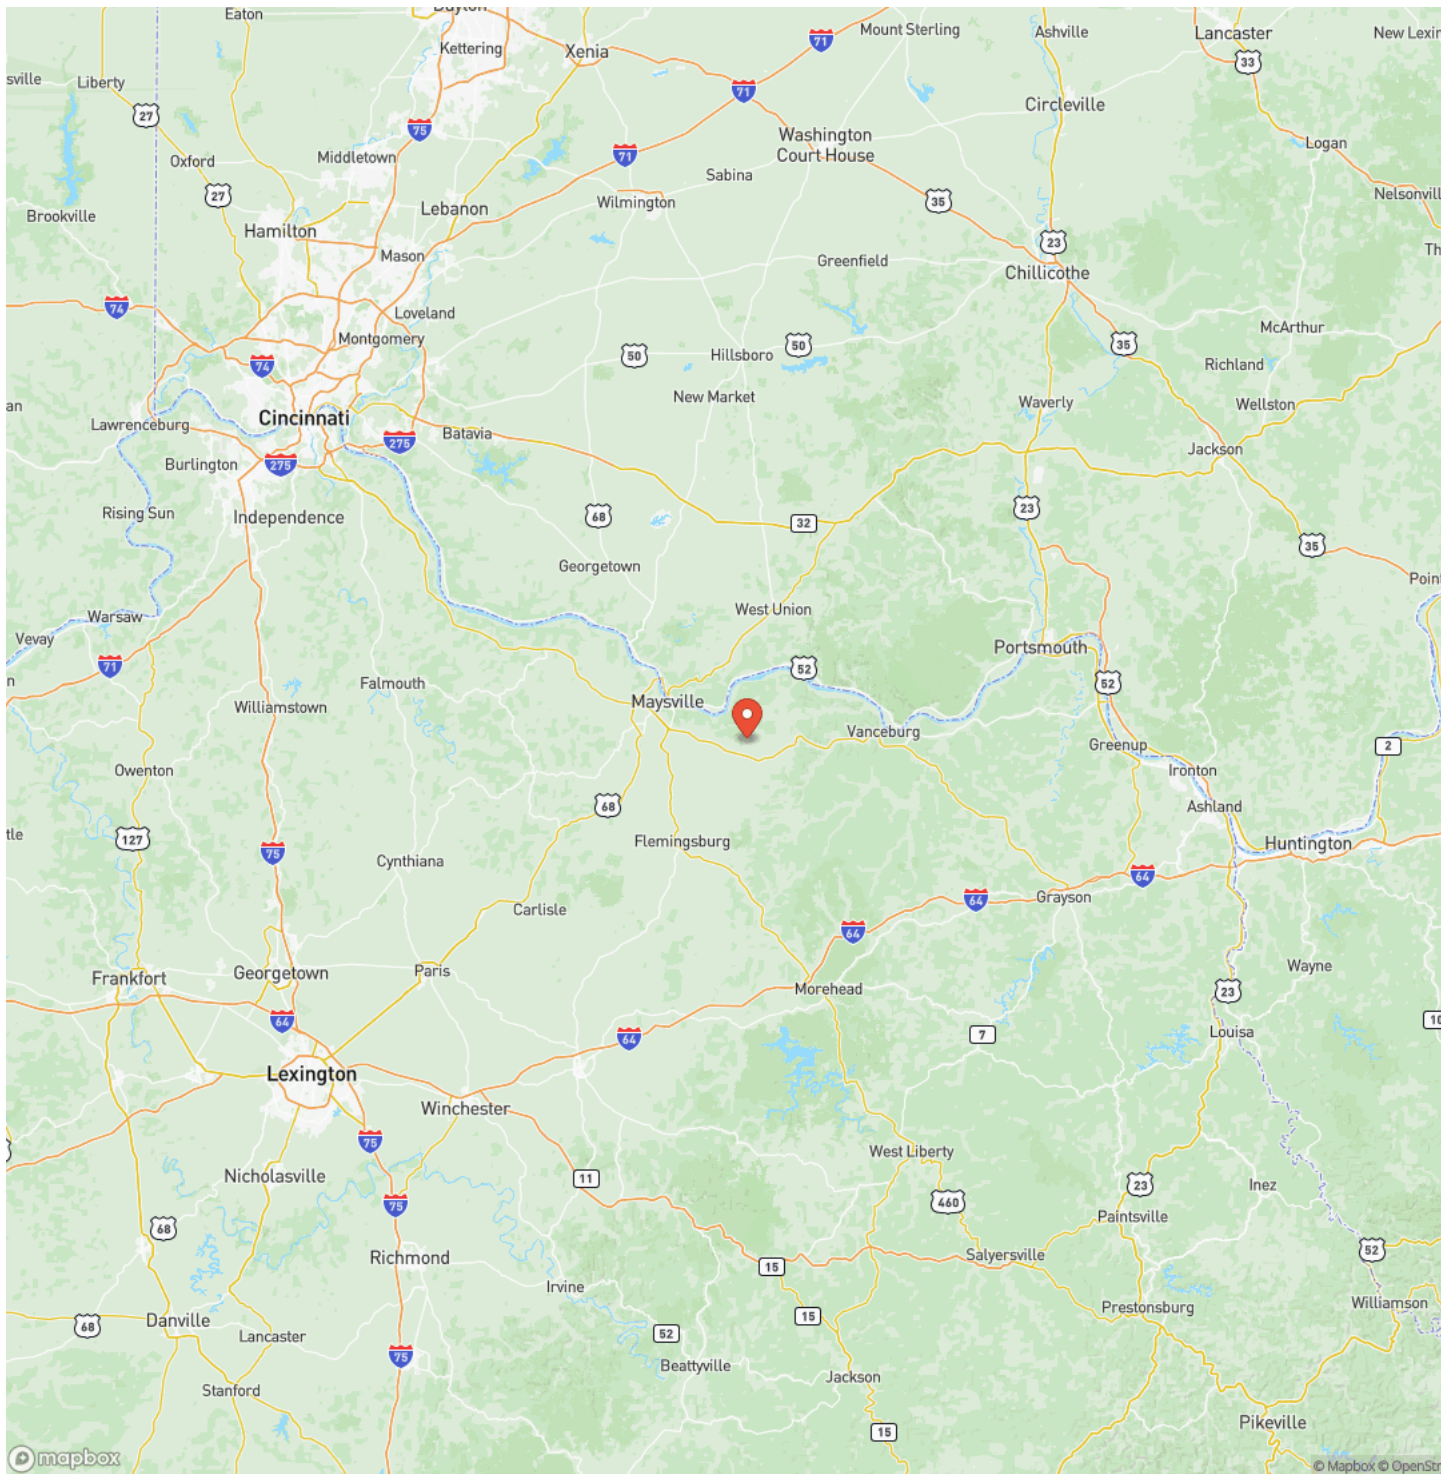 Dayton
Eaton
Mount Sterling
Ashville
Lancaster
New Lexin
Kettering
Xenia
71
33
sville
Liberty
71
Circleville
27
75
Washington
Court House
Logan
Middletown
71
Oxford
Sabina
27
Wilmington
35
Nelsonvill
Brookville
Lebanon
Hamilton
23
Mason
Greenfield
Th
Chillicothe
74
Loveland
McArthur
Montgomery
50
50
35
Hillsboro
74
Richland
New Market
an
Waverly
Wellston
Cincinnati
Lawrenceburg
Batavia
275
Jackson
Burlington
275
Rising Sun
Independence
68
32
23
35
Georgetown
Point
West Union
Warsaw
Vevay
Portsmouth
71
52
n
Falmouth
52
Maysville
Williamstown
Vanceburg
Greenup
2
Owenton
Ironton
68
Ashland
tle
127
Flemingsburg
Huntington
75
Cynthiana
64
64
Grayson
Carlisle
64
Georgetown
Paris
Wayne
Frankfort
Morehead
23
64
10
64
7
Louisa
Lexington
Winchester
75
West Liberty
Nicholasville
11
23
Inez
75
460
Paintsville
68
Richmond
Salyersville
52
15
Irvine
Williamson
Prestonsburg
Danville
68
15
Lancaster
52
75
Beattyville
Jackson
Stanford
Pikeville
15
mapbox
© Mapbox © OpenStr